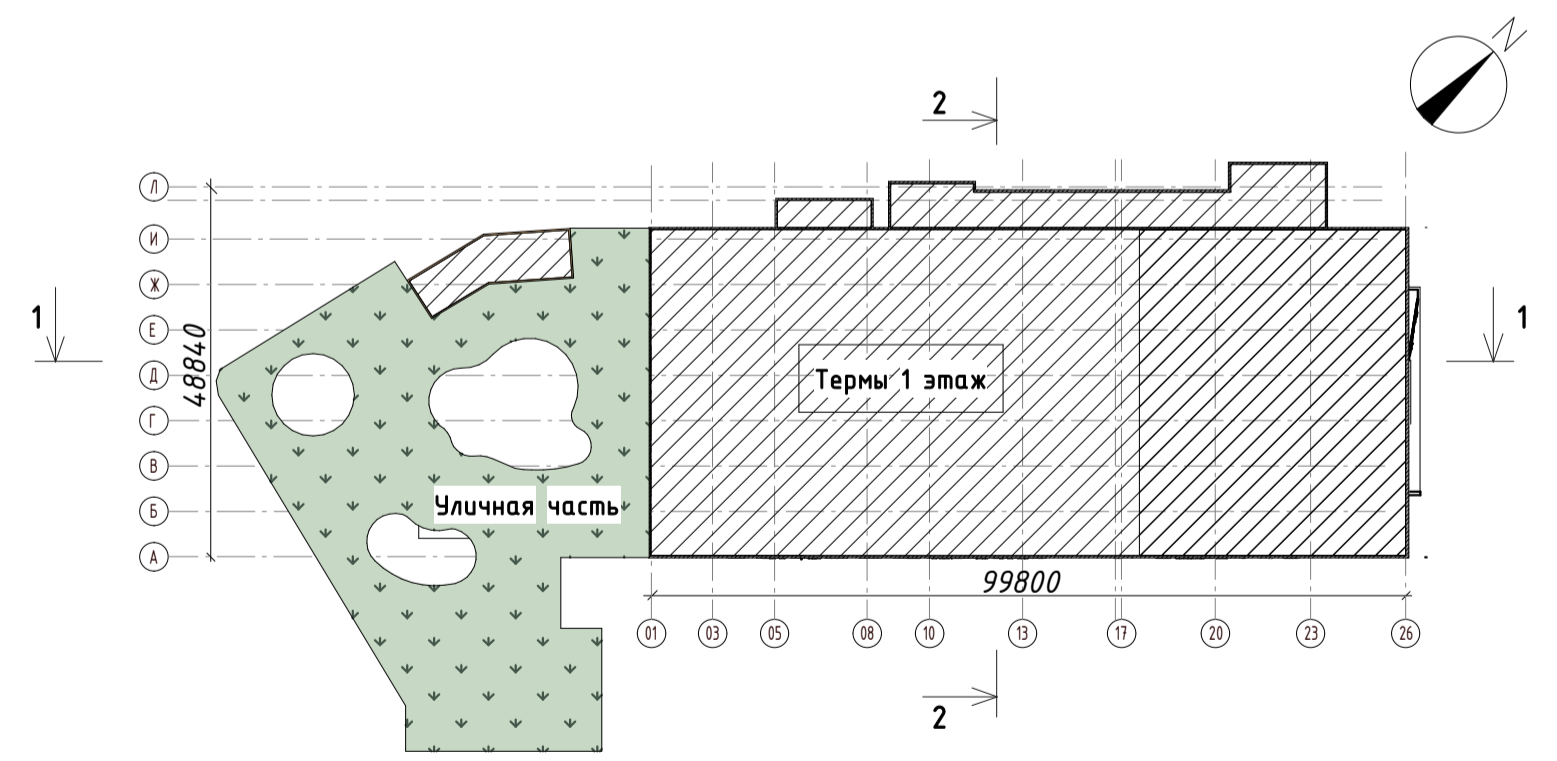 N
2
Л
И
Ж
Е
Д
Г
В
Б
А
48840
1
1
Термы 1 этаж
Уличная часть
99800
01 03 05 08 10 13 17 20 23 26
2